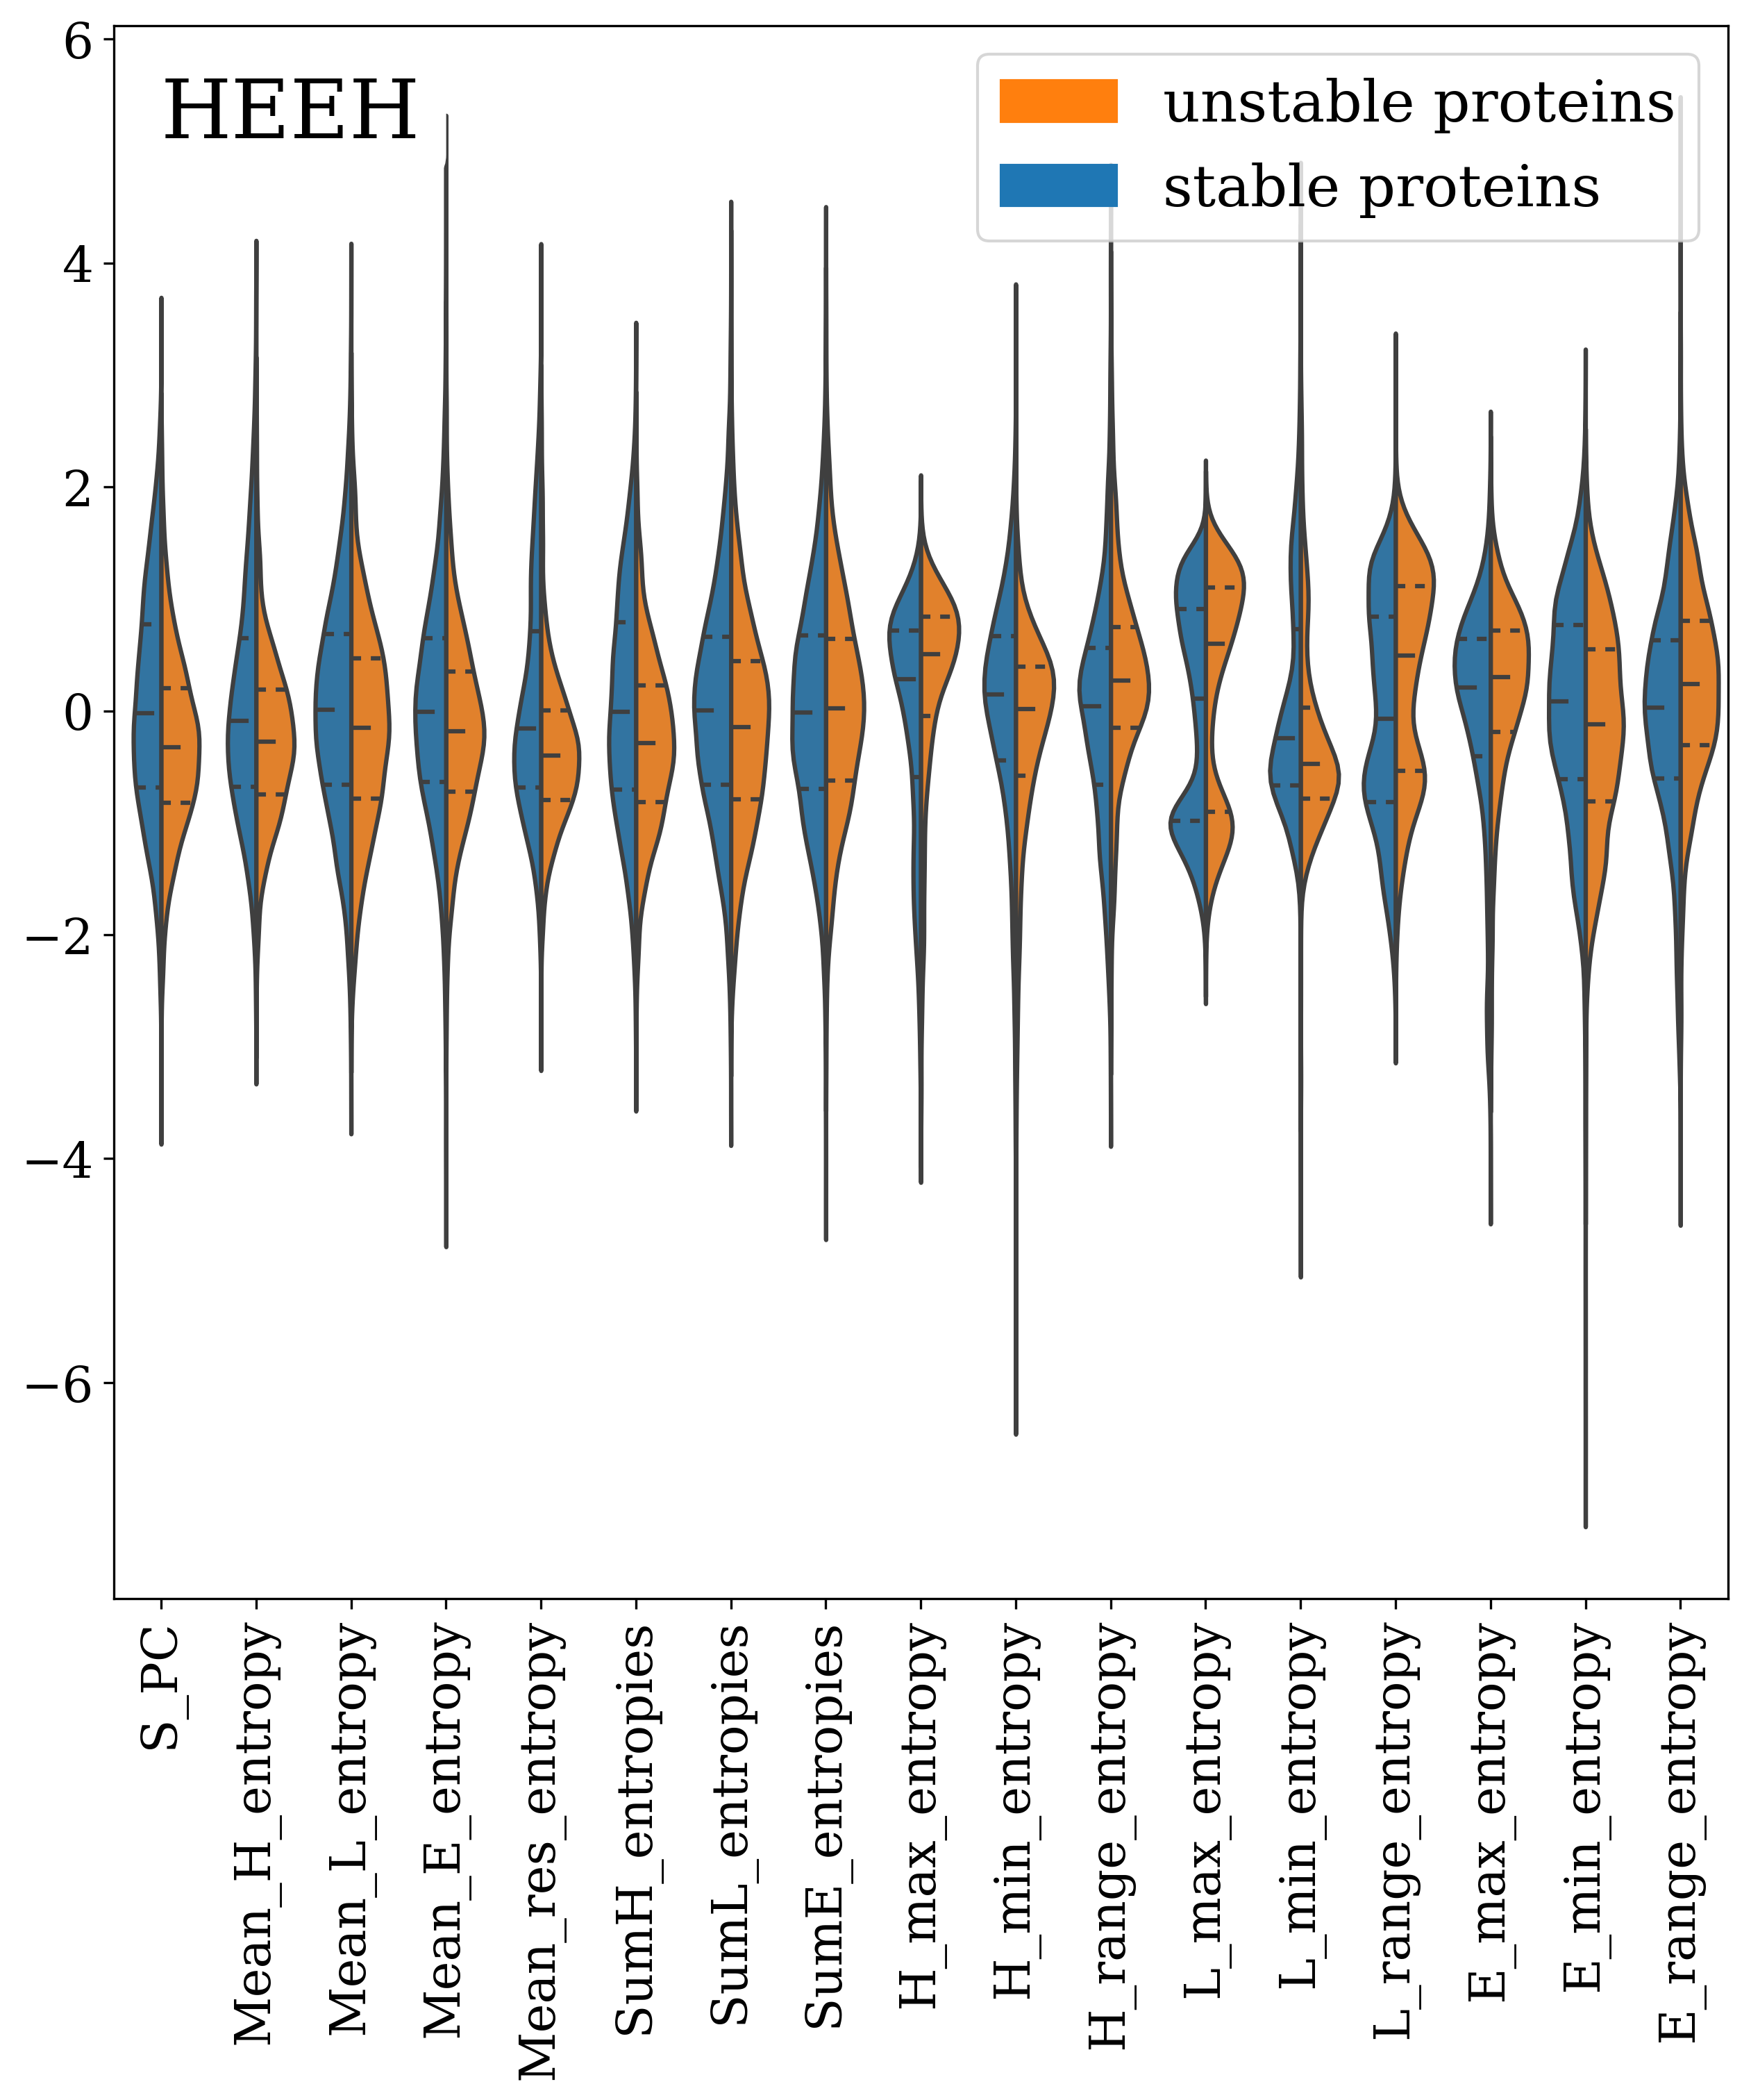 HEEH
unstable proteins
stable proteins
6
4
2
0
−2
−4
−6
S_PC
Mean_H_entropy
Mean_L_entropy
Mean_E_entropy
Mean_res_entropy
SumH_entropies
SumL_entropies
SumE_entropies
H_max_entropy
H_min_entropy
H_range_entropy
L_max_entropy
L_min_entropy
L_range_entropy
E_max_entropy
E_min_entropy
E_range_entropy